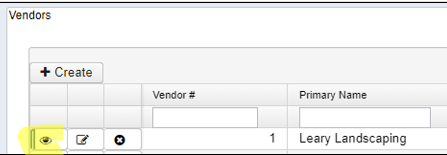 Vendors
+ Create
Vendor # Primary Name
1 Leary Landscaping